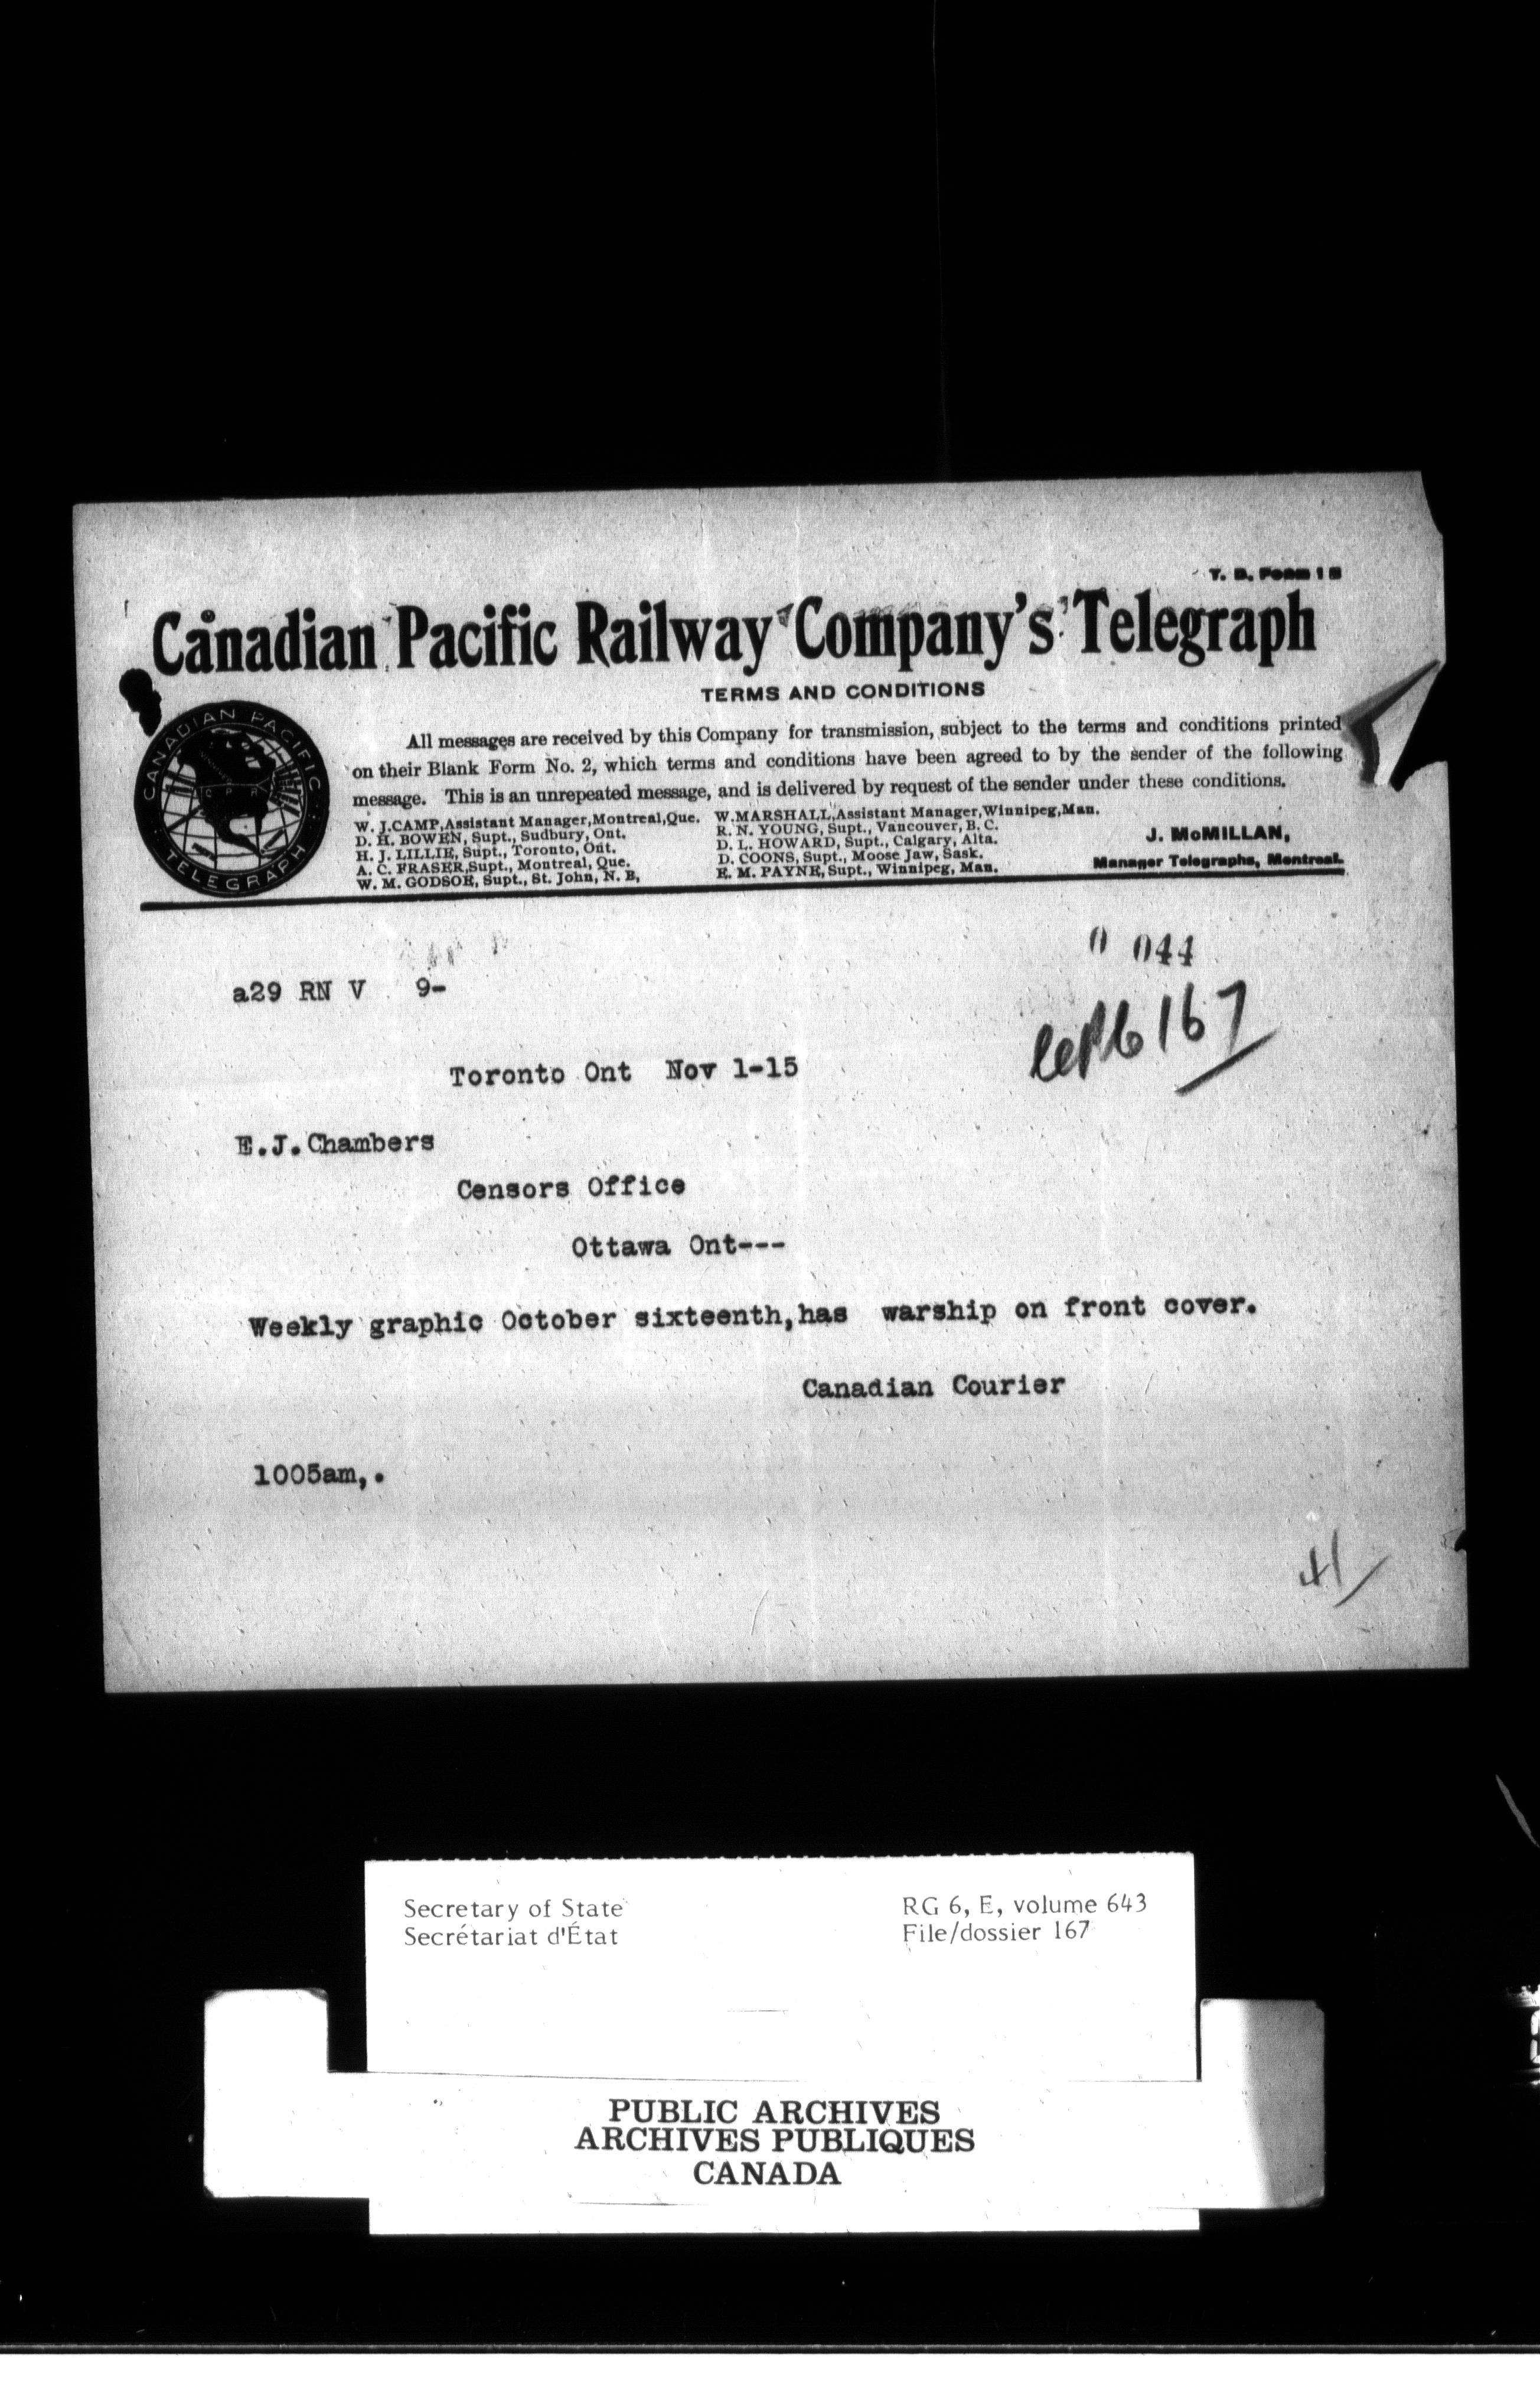 T. D. Form 1 B
Canadian Pacific Railway Company's Telegraph
TERMS AND CONDITIONS
All messages are received by this Company for transmission, subject to the terms and conditions printed
on their Blank Form No. 2, which terms and conditions have been agreed to by the sender of the following
message. This is an unrepeated message, and is delivered by request of the sender under these conditions.
CANADIAN PACIFIC
C P R
TELEGRAPH
W. J. CAMP, Assistant Manager, Montreal, Que.
D. H. BOWEN, Supt., Sudbury, Ont.
H. J. LILLIE, Supt., Toronto, Ont.
A. C. FRASER, Supt., Montreal, Que.
W. M. GODSOE, Supt., St. John, N. B,
W. MARSHALL, Assistant Manager, Winnipeg, Man.
R. N. YOUNG, Supt., Vancouver, B. C.
D. L. HOWARD, Supt., Calgary, Alta.
D. COONS, Supt., Moose Jaw, Sask.
E. M. PAYNE, Supt., Winnipeg, Man.
J. McMILLAN,
Manager Telegraphs, Montreal.
044
167
a29 RN V 9-
Toronto Ont Nov 1-15
E.J.Chambers
Censors Office
Ottawa Ont---
Weekly graphic October sixteenth,has warship on front cover.
Canadian Courier
1005am,.
Secretary of State
Secrétariat d'État
RG 6, E, volume 643
File/dossier 167
PUBLIC ARCHIVES
ARCHIVES PUBLIQUES
CANADA